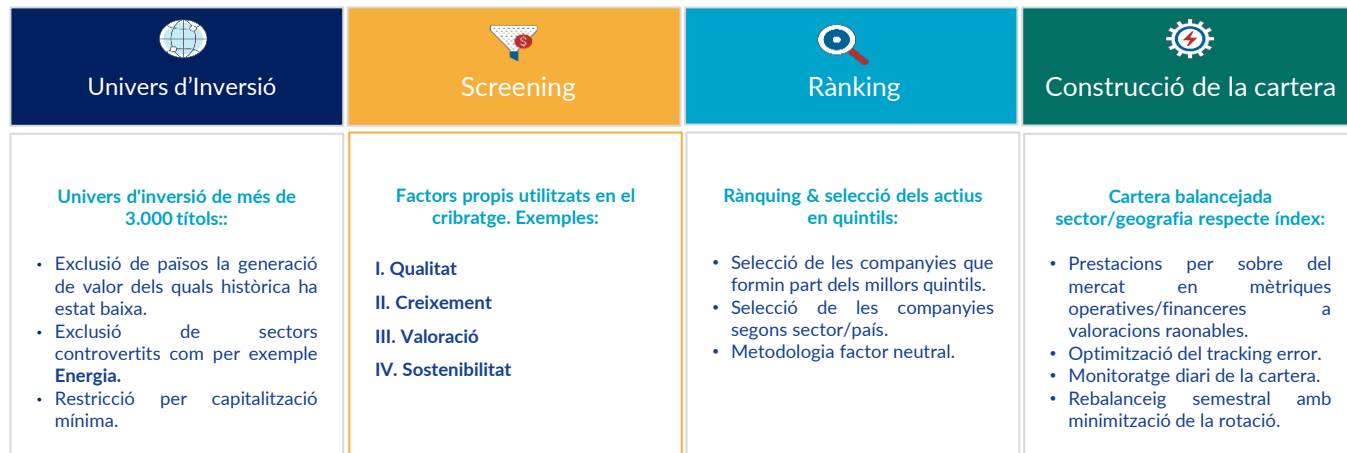 Univers d'Inversió
Screening
Rànking
Construcció de la cartera
Univers d'inversió de més de
3.000 títols::
• Exclusió de països la generació
de valor dels quals històrica ha
estat baixa.
• Exclusió de sectors
controvertits com per exemple
Energia.
• Restricció per capitalització
mínima.
Factors propis utilitzats en el
cribratge. Exemples:
I. Qualitat
II. Creixement
III. Valoració
IV. Sostenibilitat
Rànquing & selecció dels actius
en quintils:
• Selecció de les companyies que
formin part dels millors quintils.
• Selecció de les companyies
segons sector/país.
• Metodologia factor neutral.
Cartera balancejada
sector/geografia respecte índex:
• Prestacions per sobre del
mercat en mètriques
operatives/financeres a
valoracions raonables.
• Optimització del tracking error.
• Monitoratge diari de la cartera.
• Rebalanceig semestral amb
minimització de la rotació.